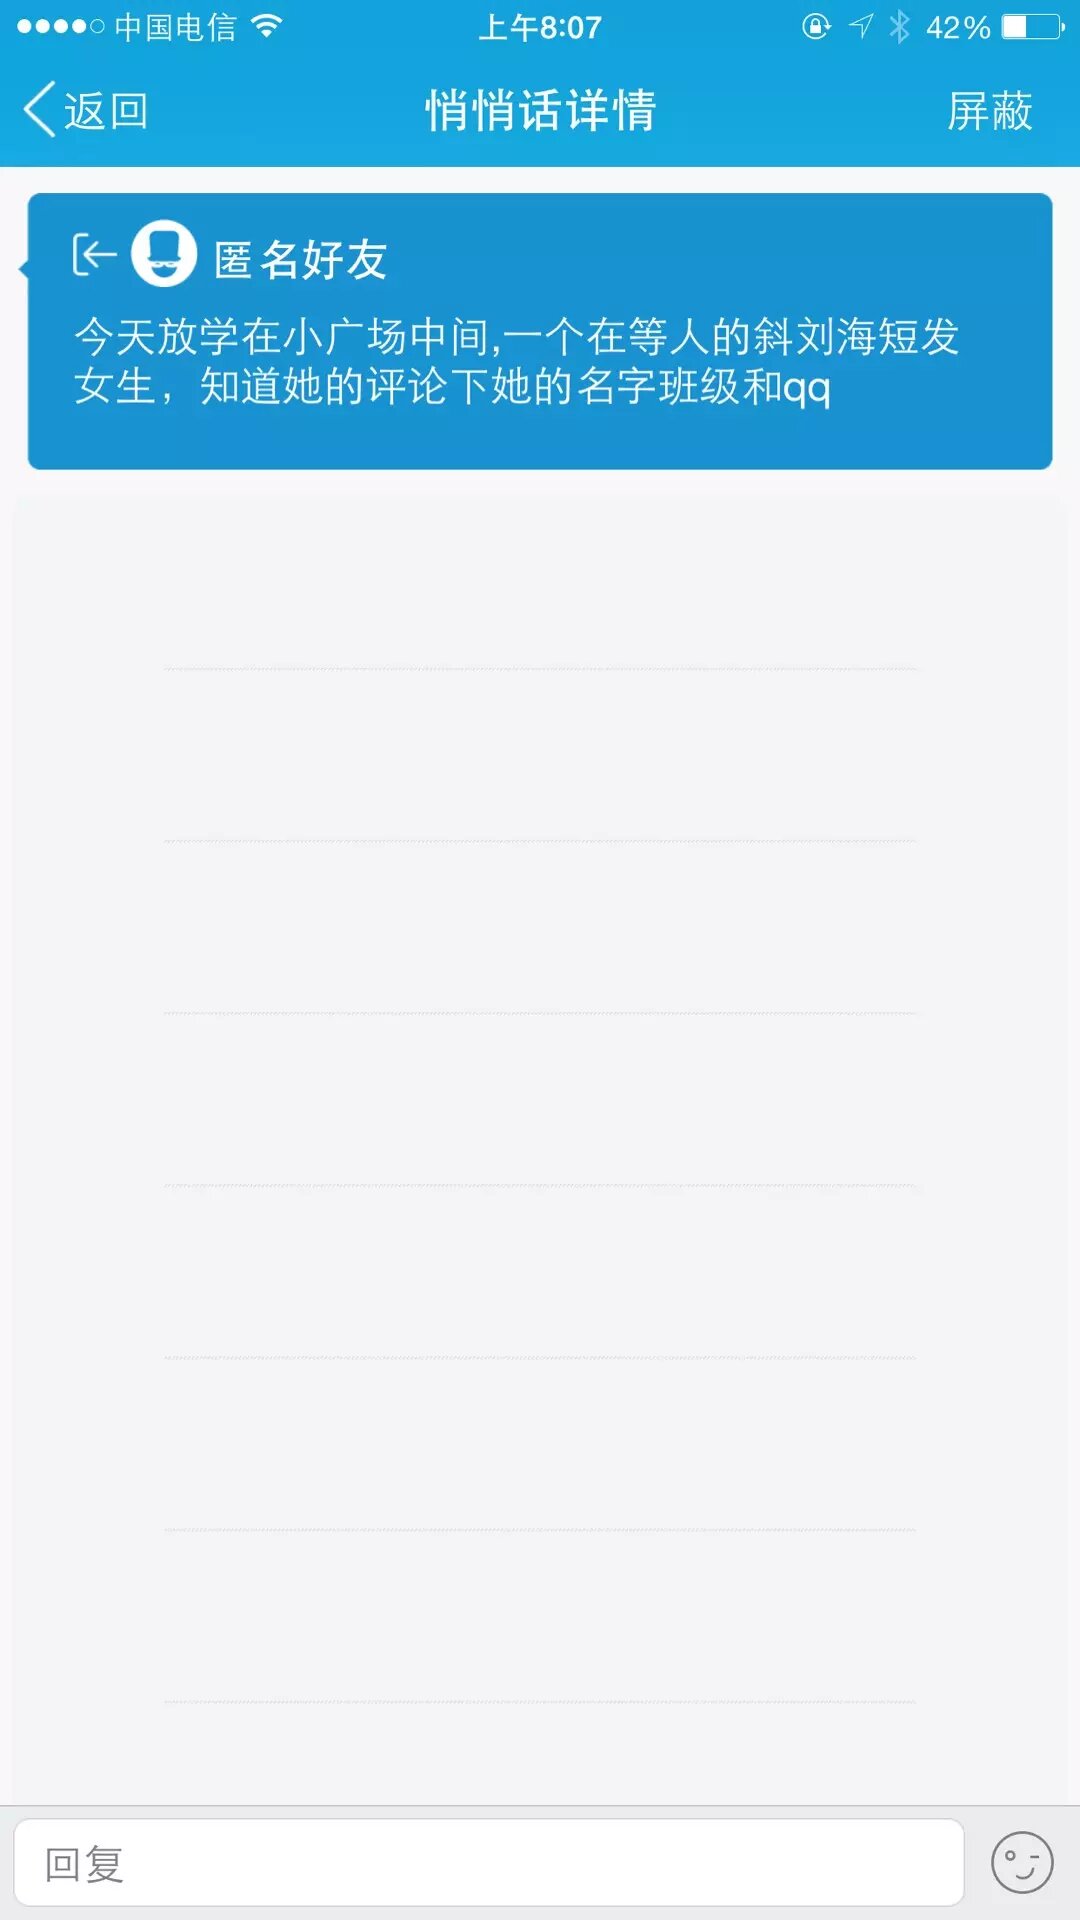 中国电信 上午8:07 42%
返回 悄悄话详情 屏蔽
匿名好友
今天放学在小广场中间,一个在等人的斜刘海短发
女生，知道她的评论下她的名字班级和qq
回复